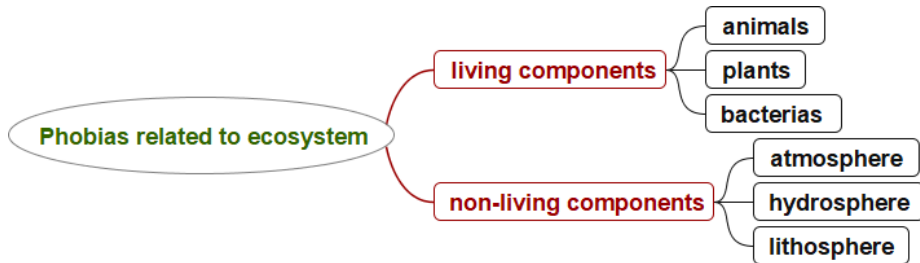 Phobias related to ecosystem
living components
animals
plants
bacterias
non-living components
atmosphere
hydrosphere
lithosphere